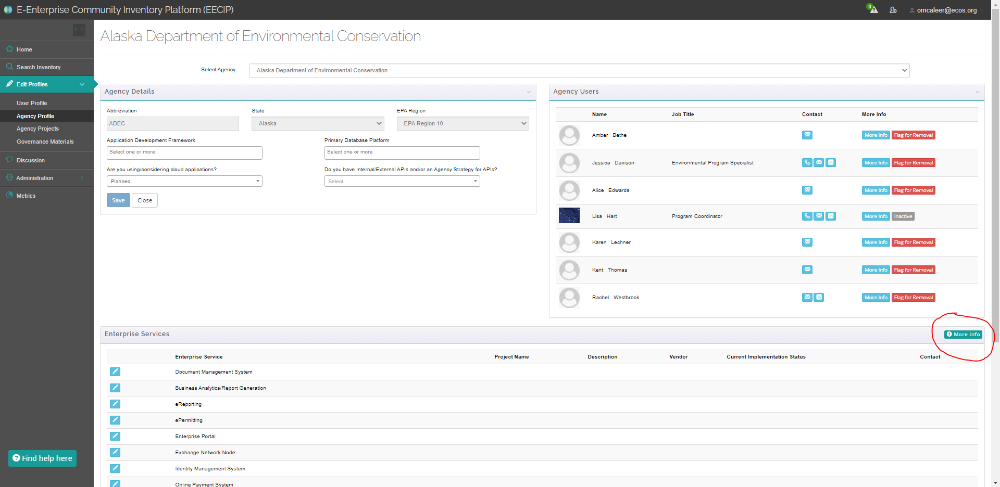 E-Enterprise Community Inventory Platform (EECIP)
0
omcaleer@ecos.org
Home
Search Inventory
Edit Profiles
User Profile
Agency Profile
Agency Projects
Governance Materials
Discussion
Administration
Metrics
Find help here
Alaska Department of Environmental Conservation
Select Agency: Alaska Department of Environmental Conservation
Agency Details
Abbreviation State EPA Region
ADEC Alaska EPA Region 10
Application Development Framework Primary Database Platform
Select one or more Select one or more
Are you using/considering cloud applications? Do you have Internal/External APIs and/or an Agency Strategy for APIs?
Planned Select
Save Close
Agency Users
Name Job Title Contact More Info
Amber Bethe More Info Flag for Removal
Jessica Davison Environmental Program Specialist in More Info Flag for Removal
Alice Edwards More Info Flag for Removal
Lisa Hart Program Coordinator in More Info Inactive
Karen Lechner More Info Flag for Removal
Kent Thomas More Info Flag for Removal
Rachel Westbrook in More Info Flag for Removal
Enterprise Services More info
Enterprise Service Project Name Description Vendor Current Implementation Status Contact
Document Management System
Business Analytics/Report Generation
eReporting
ePermitting
Enterprise Portal
Exchange Network Node
Identity Management System
Online Payment System